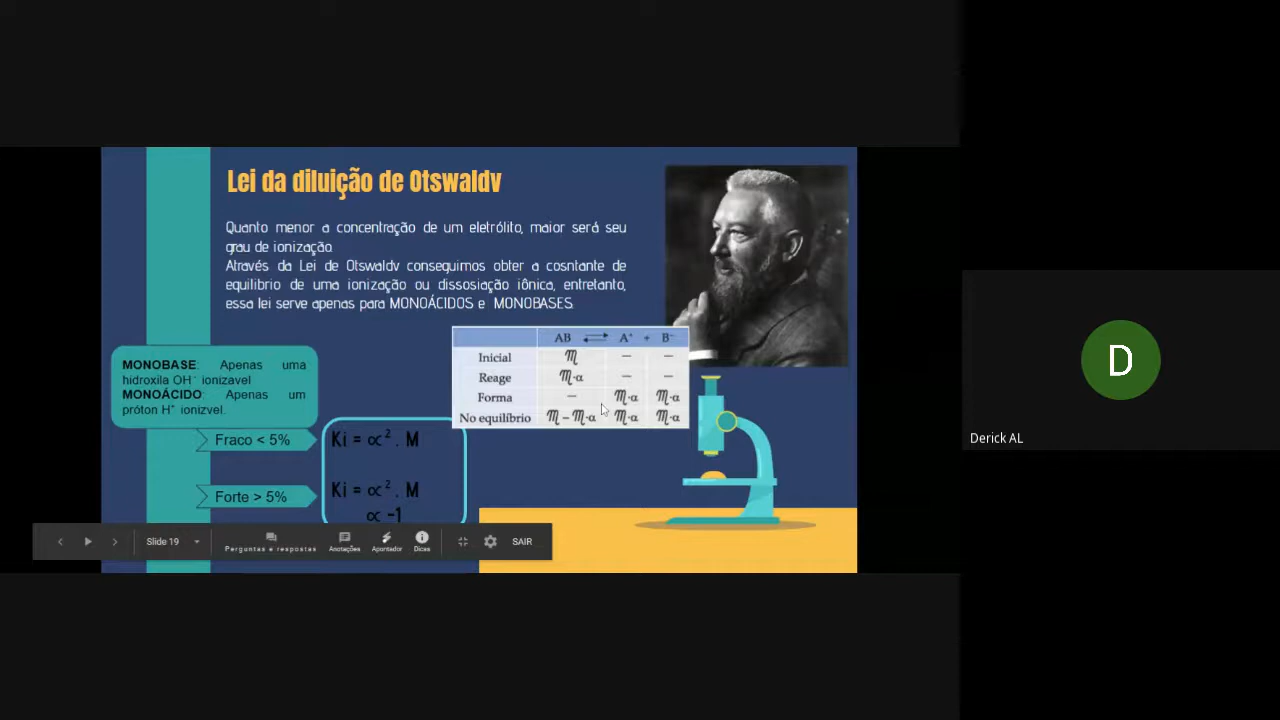 Lei da diluição de Otswaldv
Quanto menor a concentração de um eletrólito, maior será seu
grau de ionização.
Através da Lei de Otswaldv conseguimos obter a cosntante de
equilibrio de uma ionização ou dissosiação iônica, entretanto,
essa lei serve apenas para MONOÁCIDOS e MONOBASES.
AB ⇌ A⁺ + B⁻
Inicial 𝓜 – –
Reage 𝓜·α – –
Forma – 𝓜·α 𝓜·α
No equilíbrio 𝓜 – 𝓜·α 𝓜·α 𝓜·α
MONOBASE: Apenas uma
hidroxila OH⁻ ionizavel
MONOÁCIDO: Apenas um
próton H⁺ ionizvel.
Fraco < 5%
Ki = ∝² . M
Forte > 5%
Ki = ∝² . M
∝ -1
Slide 19
Perguntas e respostas
Anotações
Apontador
Dicas
SAIR
D
Derick AL